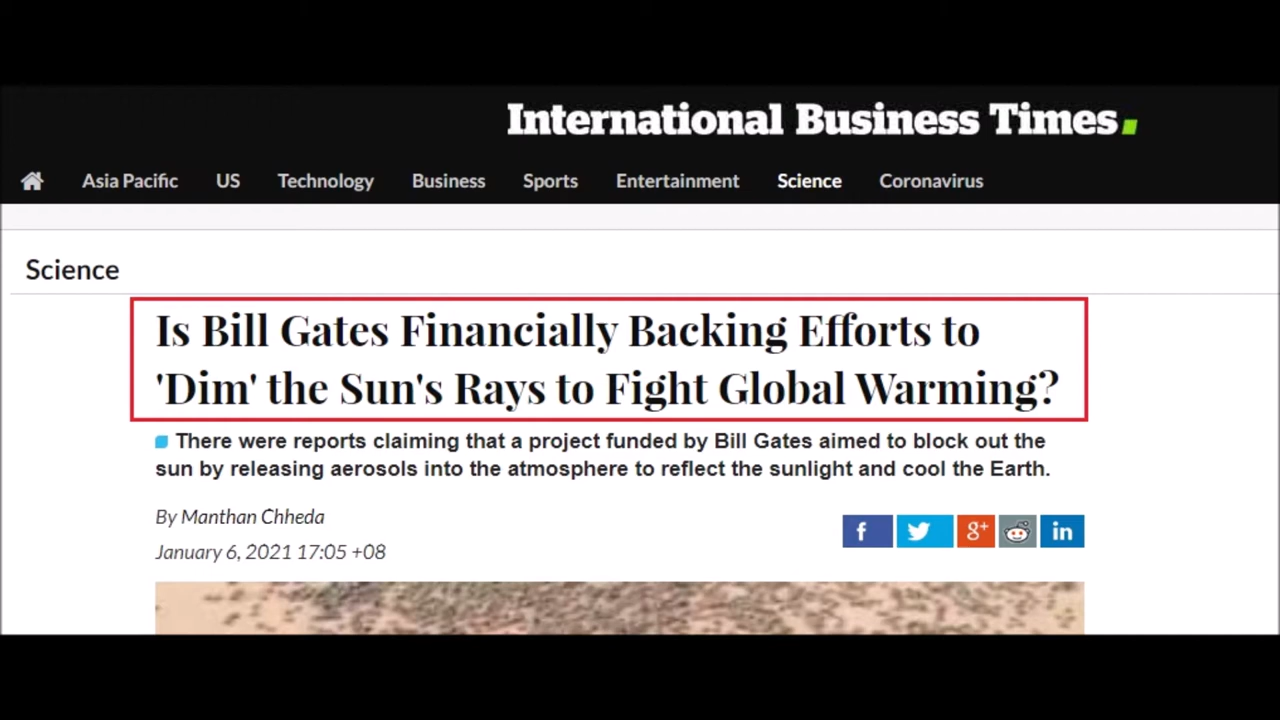 International Business Times.
Asia Pacific US Technology Business Sports Entertainment Science Coronavirus
Science
Is Bill Gates Financially Backing Efforts to
'Dim' the Sun's Rays to Fight Global Warming?
There were reports claiming that a project funded by Bill Gates aimed to block out the
sun by releasing aerosols into the atmosphere to reflect the sunlight and cool the Earth.
By Manthan Chheda
January 6, 2021 17:05 +08
f g+ in